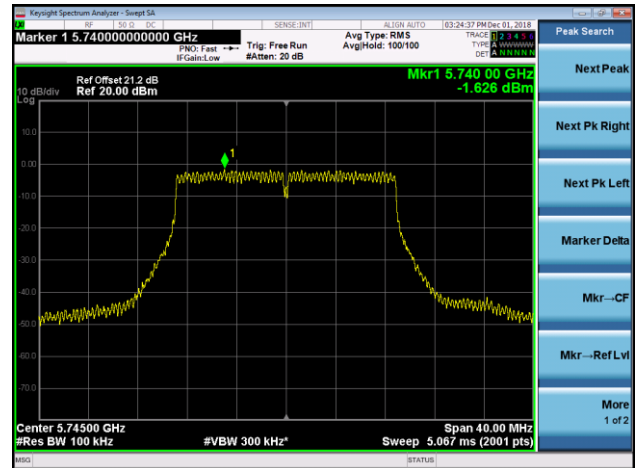 Keysight Spectrum Analyzer - Swept SA
RF 50 Ω DC SENSE:INT ALIGN AUTO 03:24:37 PM Dec 01, 2018
Marker 1 5.740000000000 GHz
PNO: Fast
IFGain:Low
Trig: Free Run
#Atten: 20 dB
Avg Type: RMS
Avg|Hold: 100/100
TRACE 1 2 3 4 5 6
TYPE A WWWWW
DET A NNNNN
Peak Search
Ref Offset 21.2 dB
Ref 20.00 dBm
10 dB/div
Log
Mkr1 5.740 00 GHz
-1.626 dBm
1
10.0
0.00
-10.0
-20.0
-30.0
-40.0
-50.0
-60.0
-70.0
Center 5.74500 GHz Span 40.00 MHz
#Res BW 100 kHz #VBW 300 kHz* Sweep 5.067 ms (2001 pts)
MSG STATUS
Next Peak
Next Pk Right
Next Pk Left
Marker Delta
Mkr→CF
Mkr→Ref Lvl
More
1 of 2